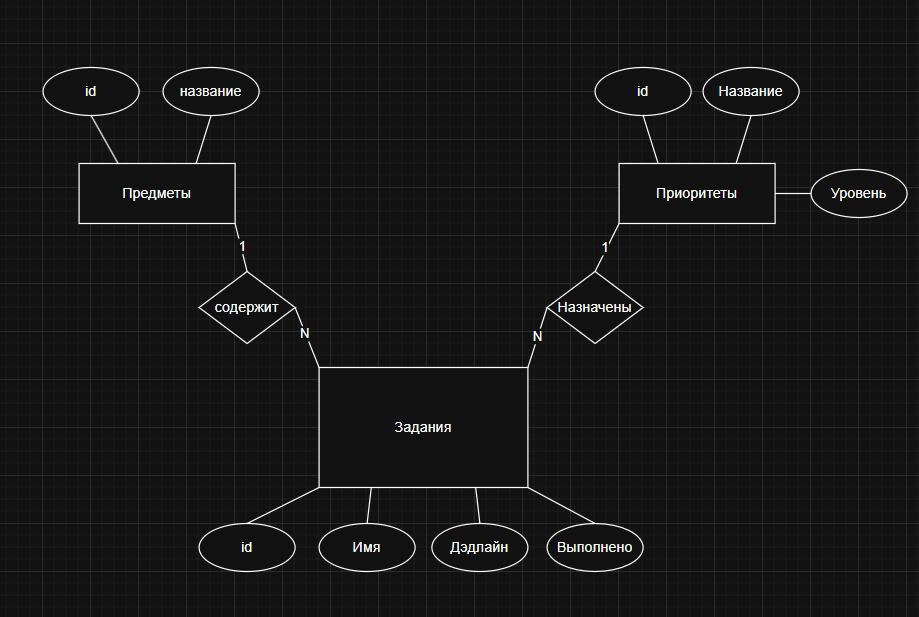 id
название
id
Название
Предметы
Приоритеты
Уровень
1
1
содержит
Назначены
N
N
Задания
id
Имя
Дэдлайн
Выполнено